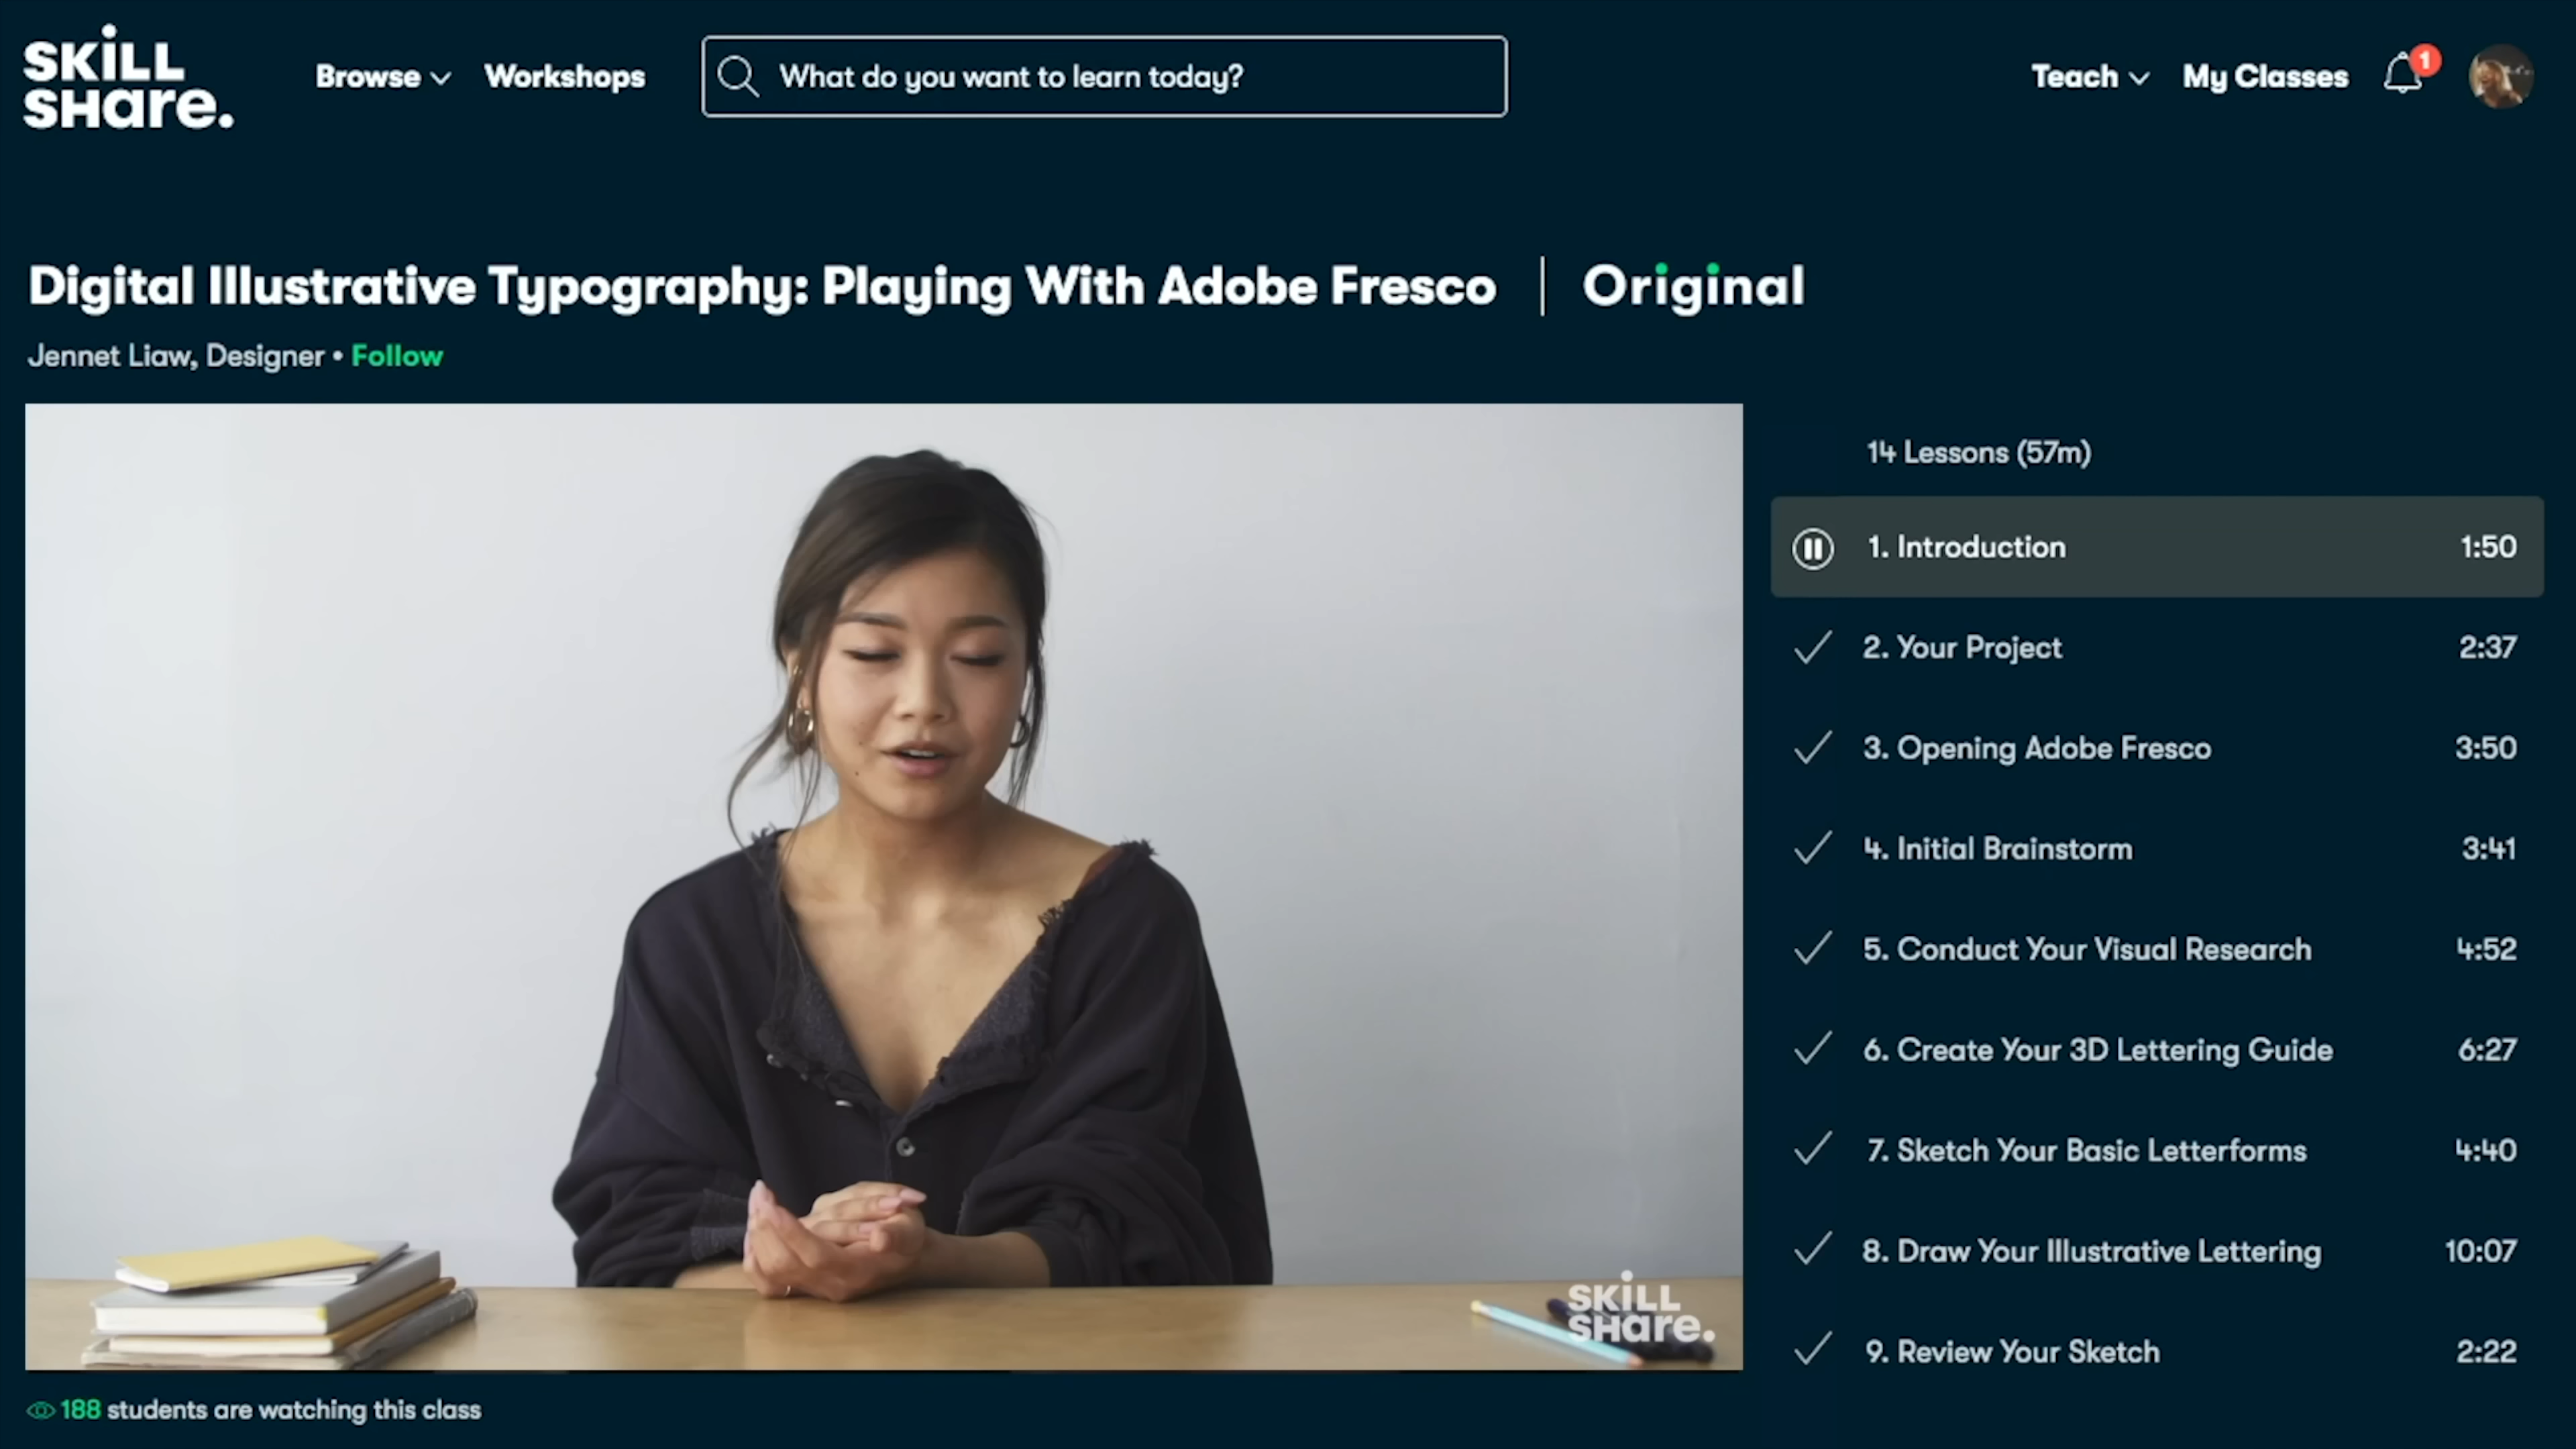 SKiLL
SHare.
Browse
Workshops
What do you want to learn today?
Teach
My Classes
1
Digital Illustrative Typography: Playing With Adobe Fresco | Original
Jennet Liaw, Designer • Follow
14 Lessons (57m)
1. Introduction 1:50
2. Your Project 2:37
3. Opening Adobe Fresco 3:50
4. Initial Brainstorm 3:41
5. Conduct Your Visual Research 4:52
6. Create Your 3D Lettering Guide 6:27
7. Sketch Your Basic Letterforms 4:40
8. Draw Your Illustrative Lettering 10:07
9. Review Your Sketch 2:22
SKiLL
SHare.
188 students are watching this class